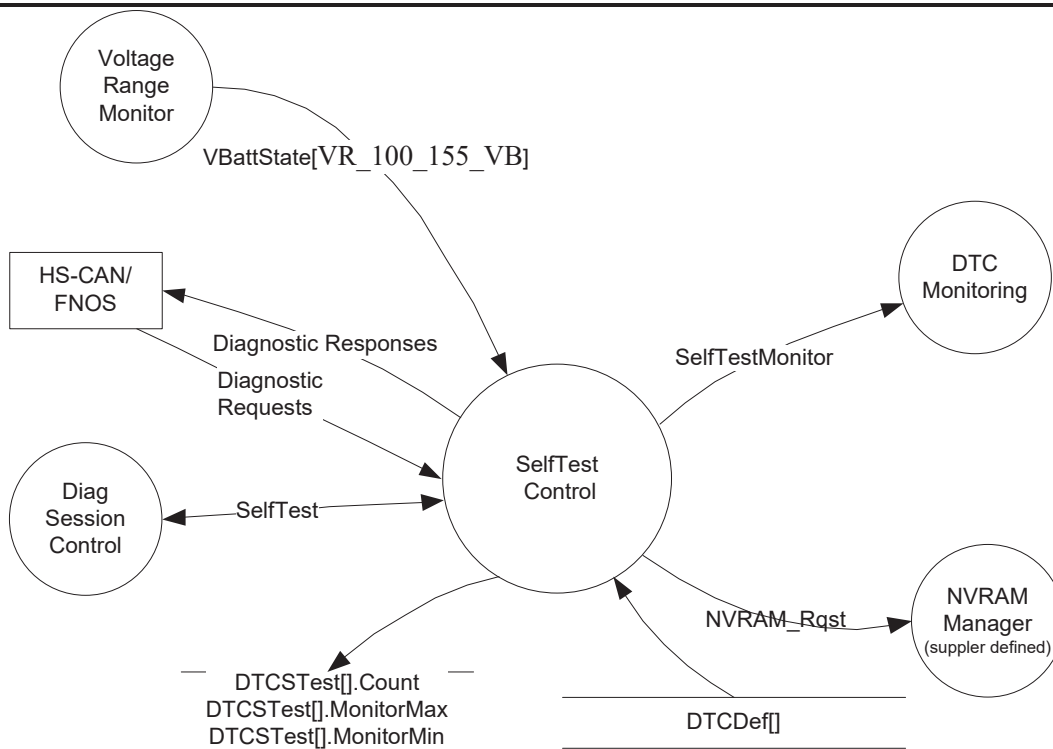 Voltage
Range
Monitor
VBattState[VR_100_155_VB]
HS-CAN/
FNOS
DTC
Monitoring
Diagnostic Responses
SelfTestMonitor
Diagnostic
Requests
SelfTest
Control
Diag
Session
Control
SelfTest
NVRAM_Rqst
NVRAM
Manager
(suppler defined)
DTCSTest[].Count
DTCSTest[].MonitorMax
DTCSTest[].MonitorMin
DTCDef[]